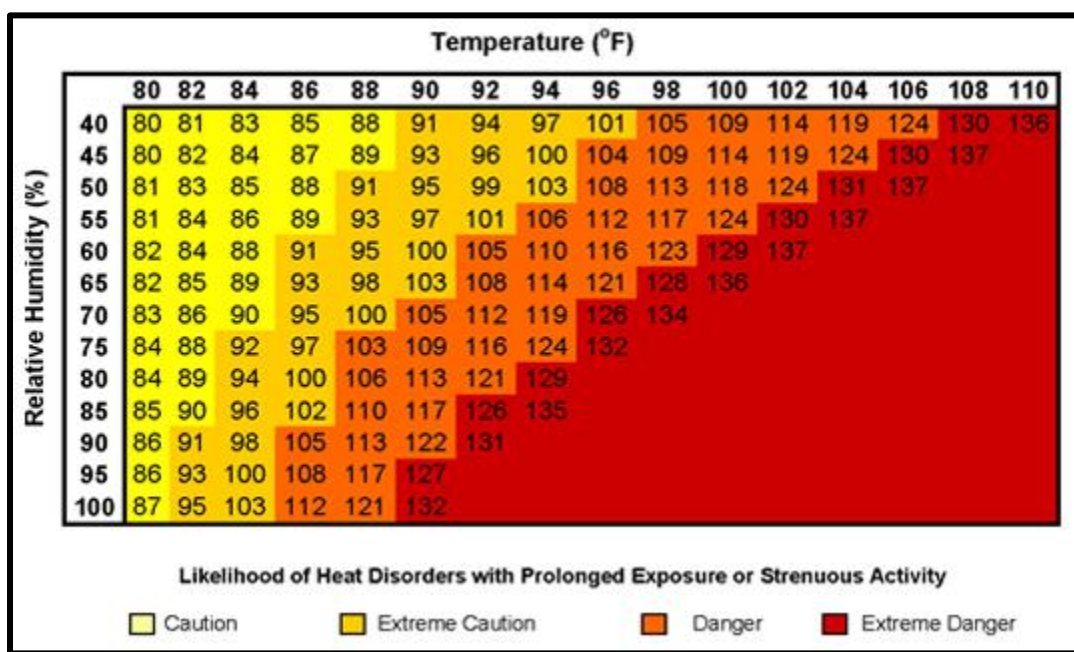 Temperature (°F)
80 82 84 86 88 90 92 94 96 98 100 102 104 106 108 110
Relative Humidity (%)
40 80 81 83 85 88 91 94 97 101 105 109 114 119 124 130 136
45 80 82 84 87 89 93 96 100 104 109 114 119 124 130 137
50 81 83 85 88 91 95 99 103 108 113 118 124 131 137
55 81 84 86 89 93 97 101 106 112 117 124 130 137
60 82 84 88 91 95 100 105 110 116 123 129 137
65 82 85 89 93 98 103 108 114 121 128 136
70 83 86 90 95 100 105 112 119 126 134
75 84 88 92 97 103 109 116 124 132
80 84 89 94 100 106 113 121 129
85 85 90 96 102 110 117 126 135
90 86 91 98 105 113 122 131
95 86 93 100 108 117 127
100 87 95 103 112 121 132
Likelihood of Heat Disorders with Prolonged Exposure or Strenuous Activity
Caution Extreme Caution Danger Extreme Danger